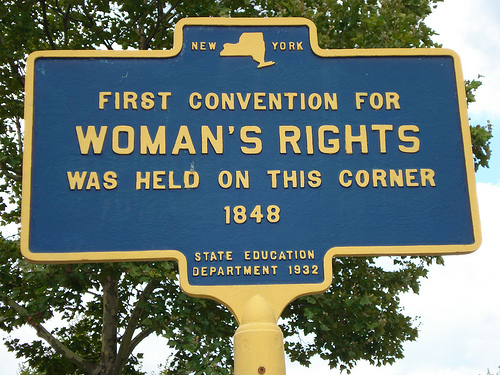 NEW YORK
FIRST CONVENTION FOR
WOMAN'S RIGHTS
WAS HELD ON THIS CORNER
1848
STATE EDUCATION
DEPARTMENT 1932